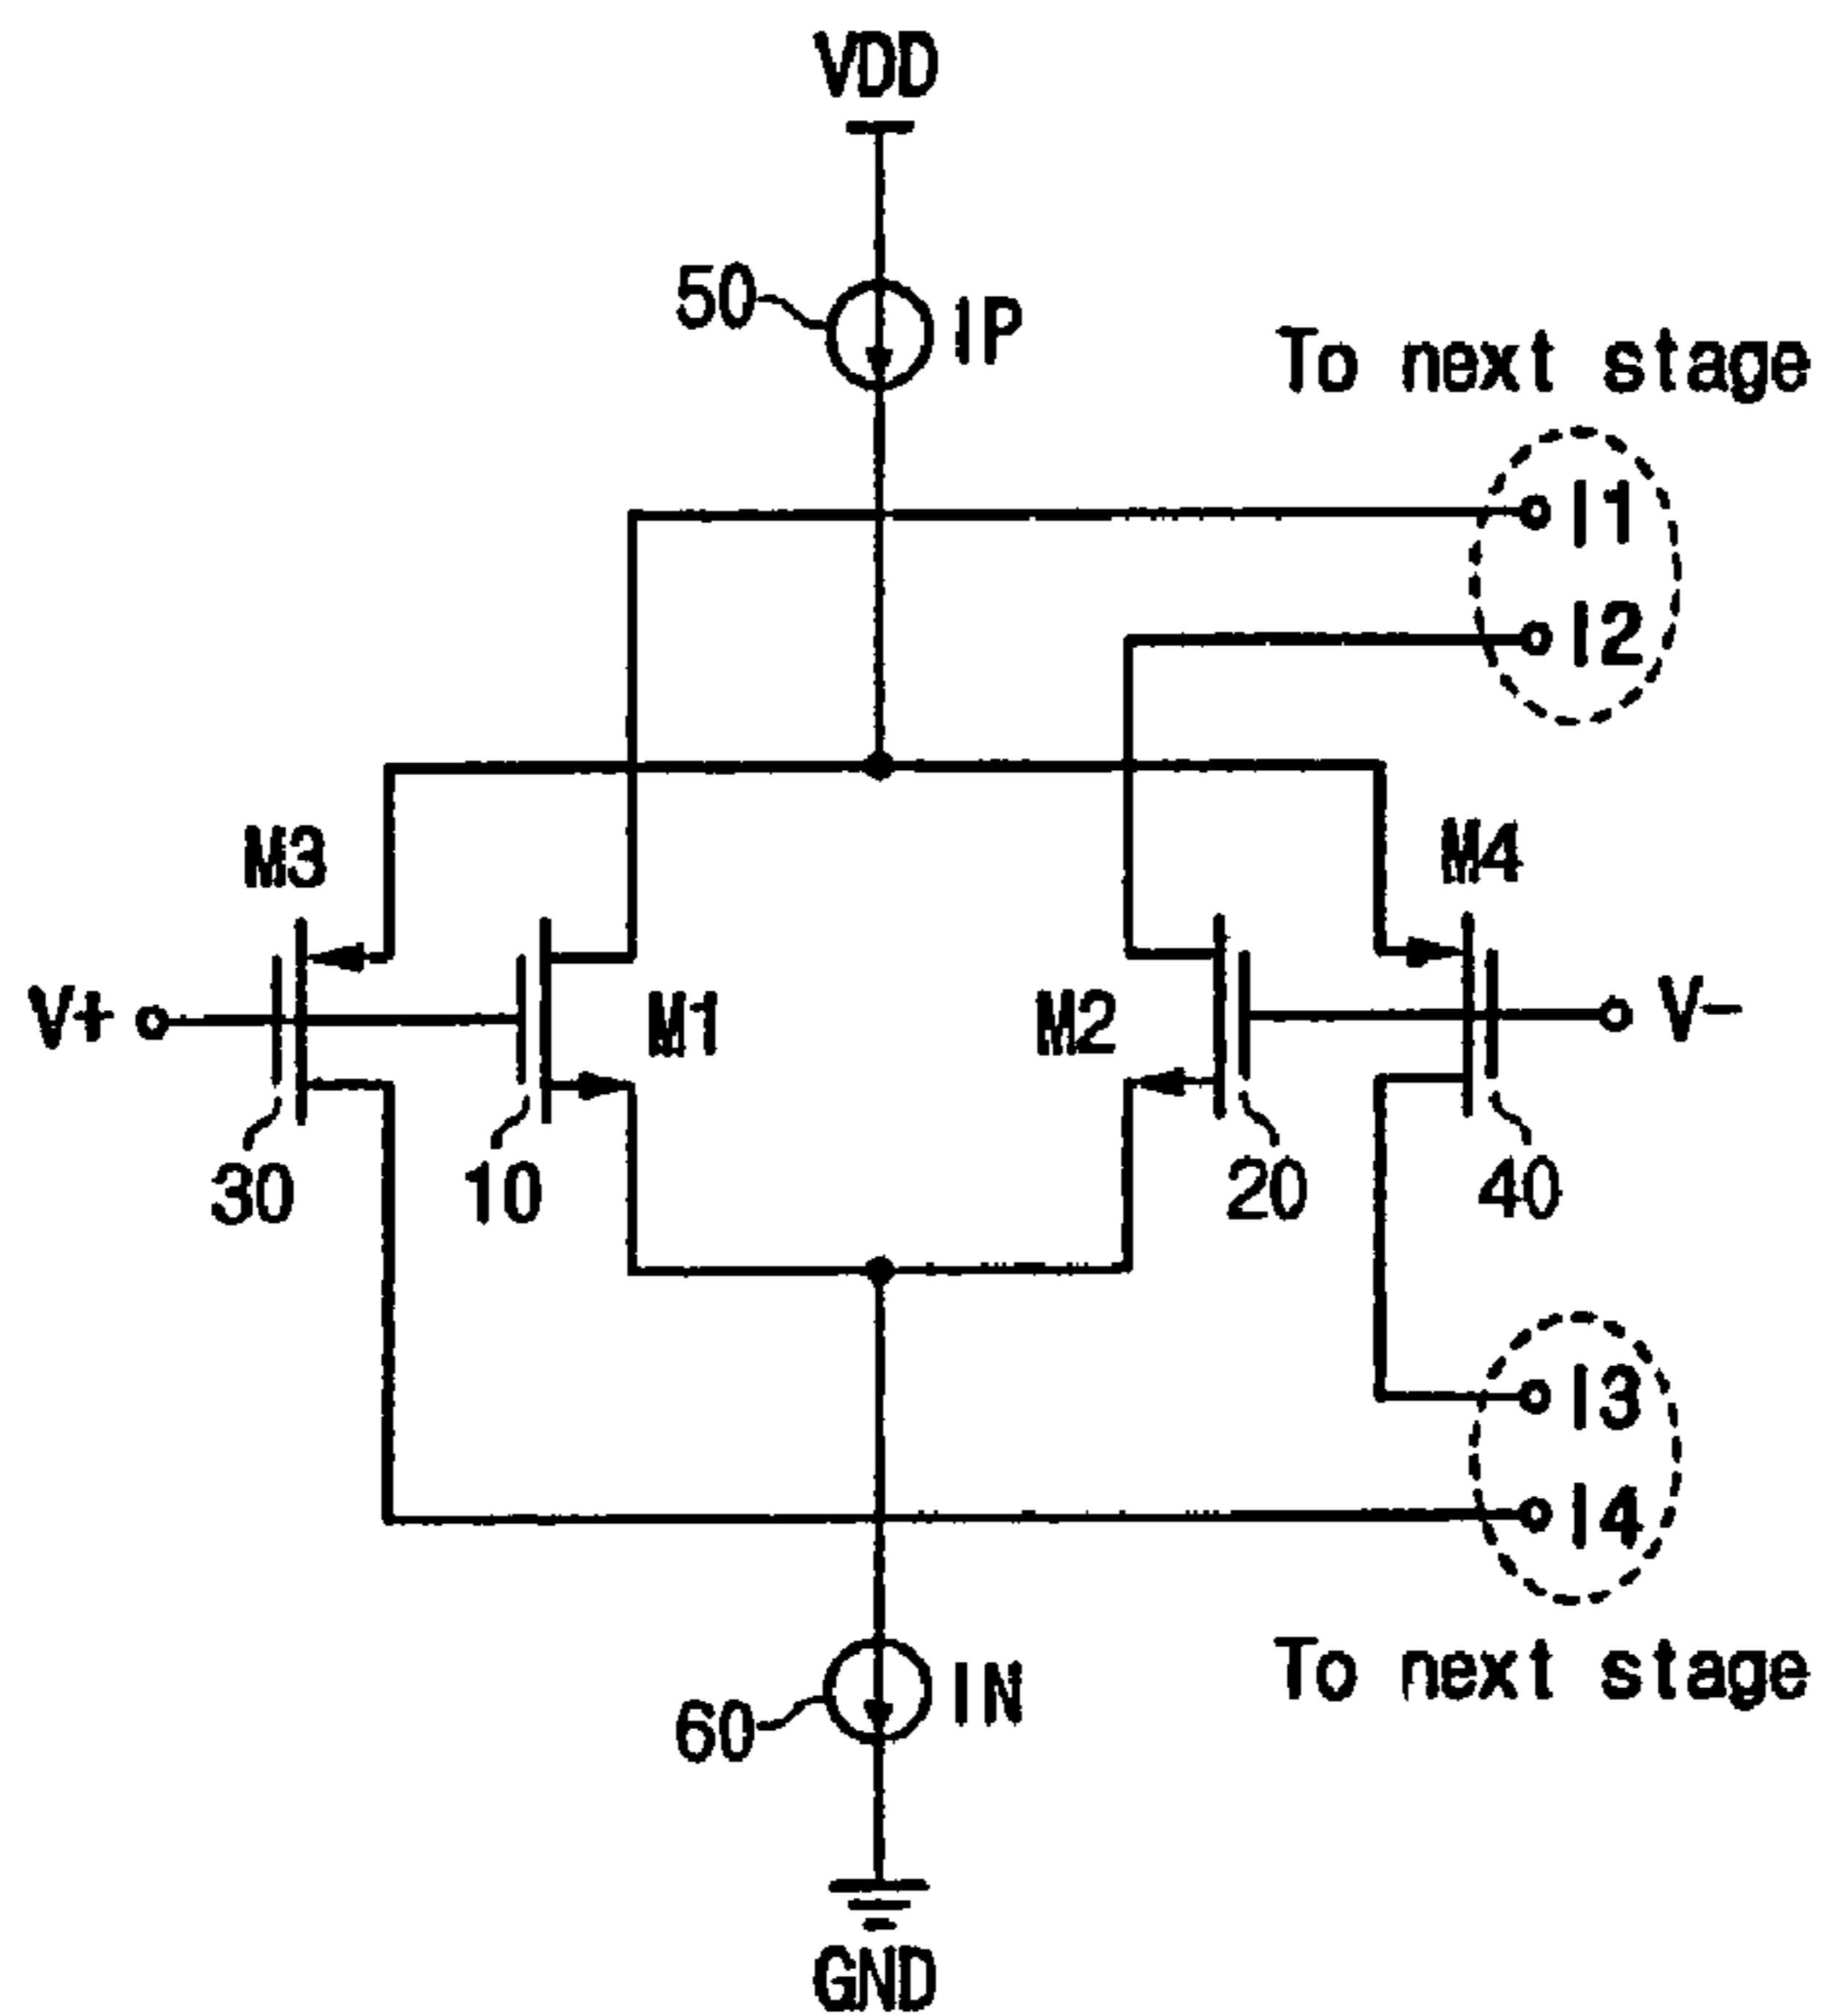 VDD
50
IP
To next stage
I1
I2
M3
M4
V+
M1
M2
V-
30
10
20
40
I3
I4
To next stage
60
IN
GND